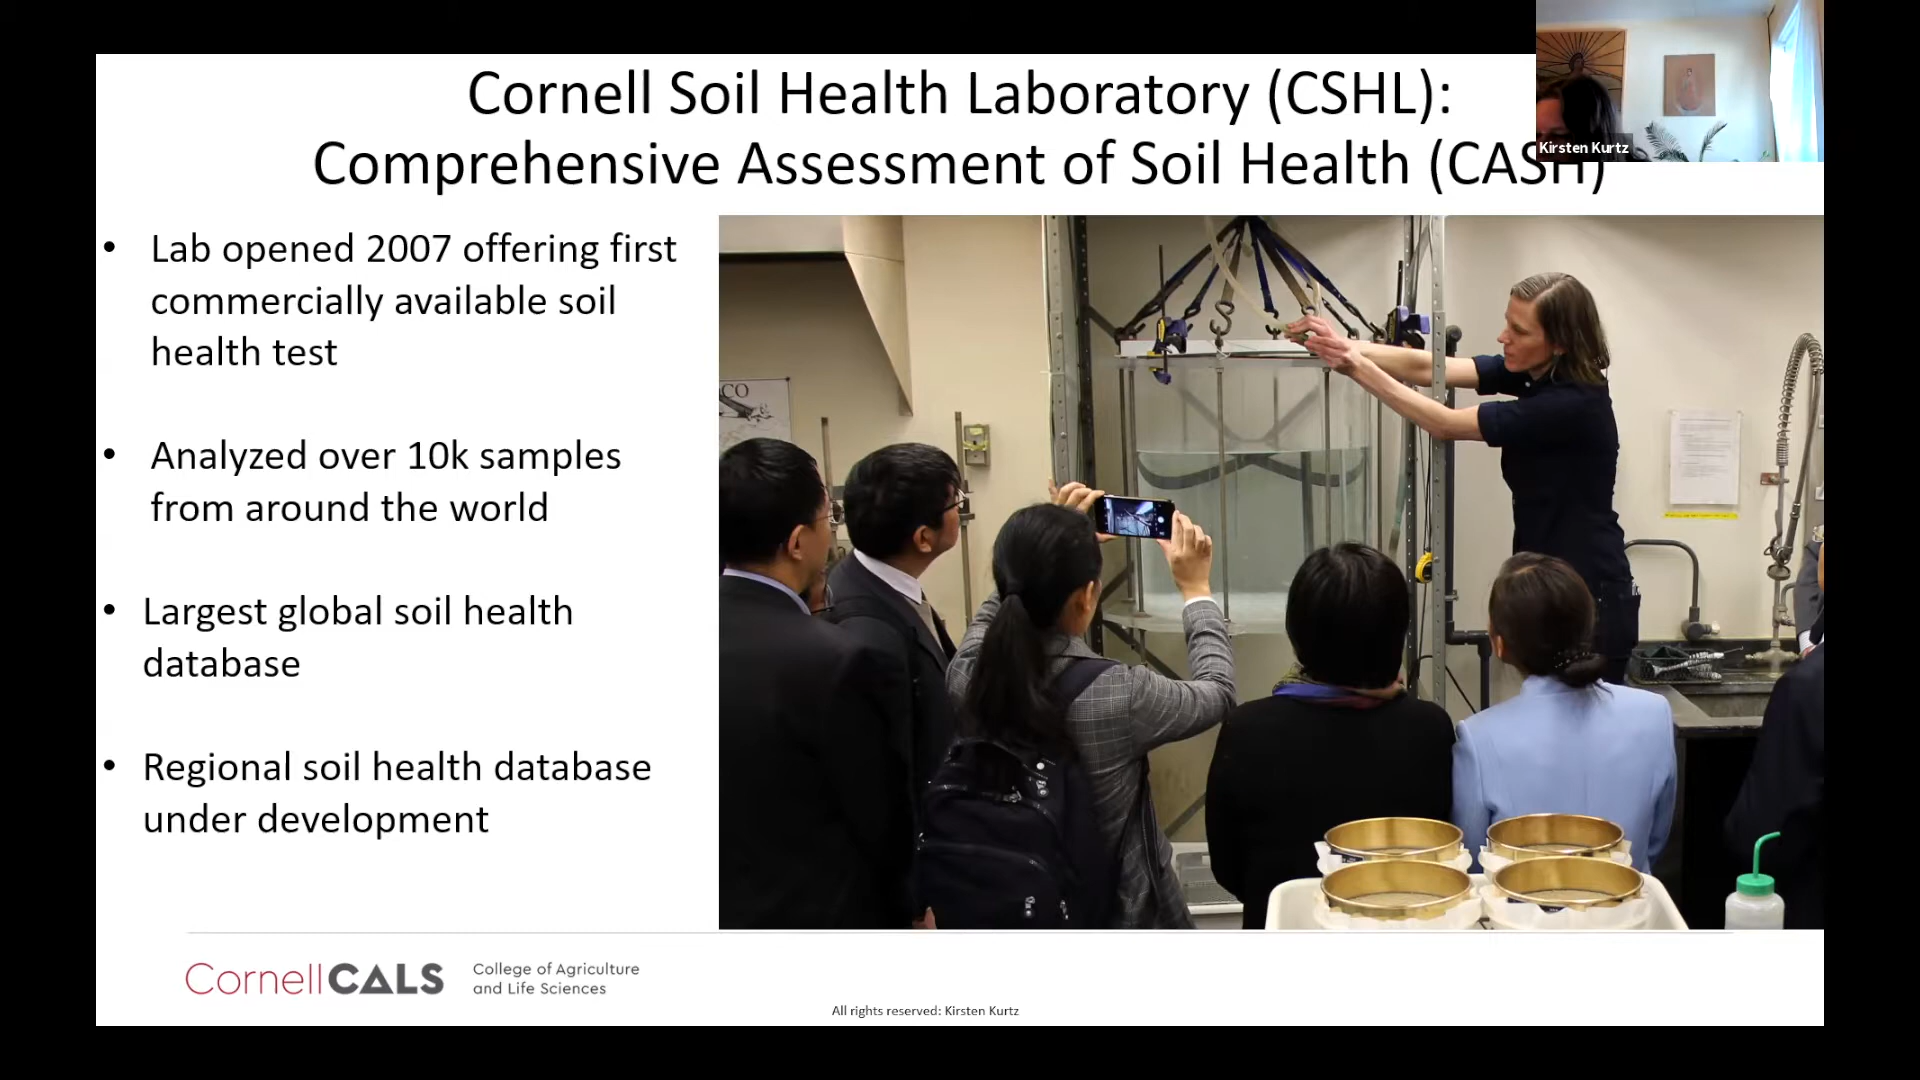 Cornell Soil Health Laboratory (CSHL):
Comprehensive Assessment of Soil Health (CASH)
Kirsten Kurtz
• Lab opened 2007 offering first
commercially available soil
health test
• Analyzed over 10k samples
from around the world
• Largest global soil health
database
• Regional soil health database
under development
CO
CornellCALS
College of Agriculture
and Life Sciences
All rights reserved: Kirsten Kurtz